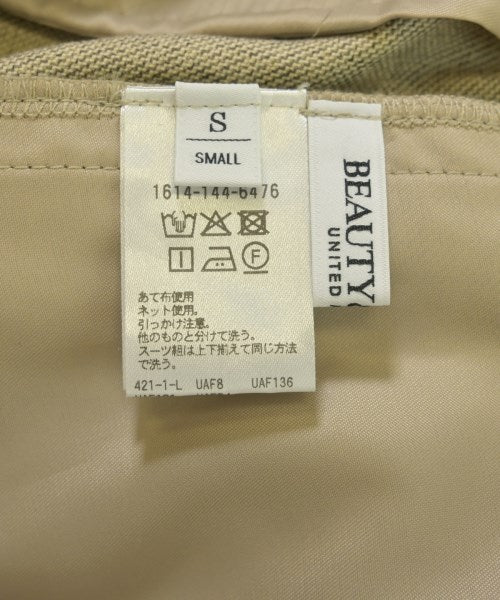 S
SMALL
1614-144-6476
あて布使用
ネット使用。
引っかけ注意。
他のものと分けて洗う。
スーツ組は上下揃えて同じ方法
で洗う。
421-1-L UAF8 UAF136
BEAUTY
UNITED